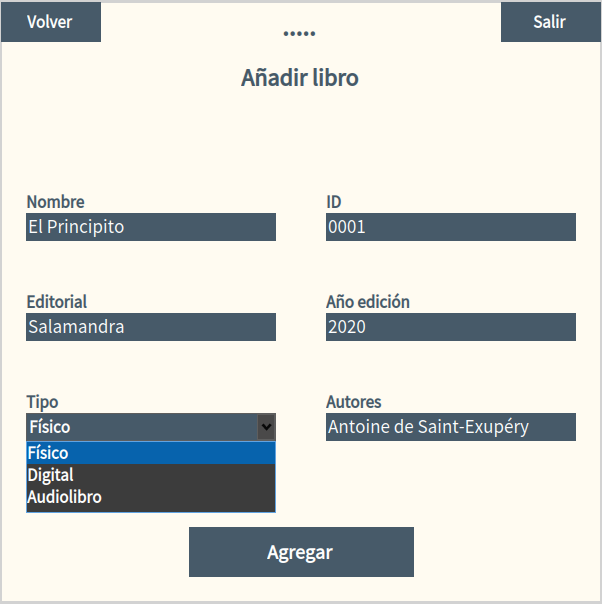 Volver
•••••
Salir
Añadir libro
Nombre
ID
El Principito
0001
Editorial
Año edición
Salamandra
2020
Tipo
Autores
Físico
Antoine de Saint-Exupéry
Físico
Digital
Audiolibro
Agregar